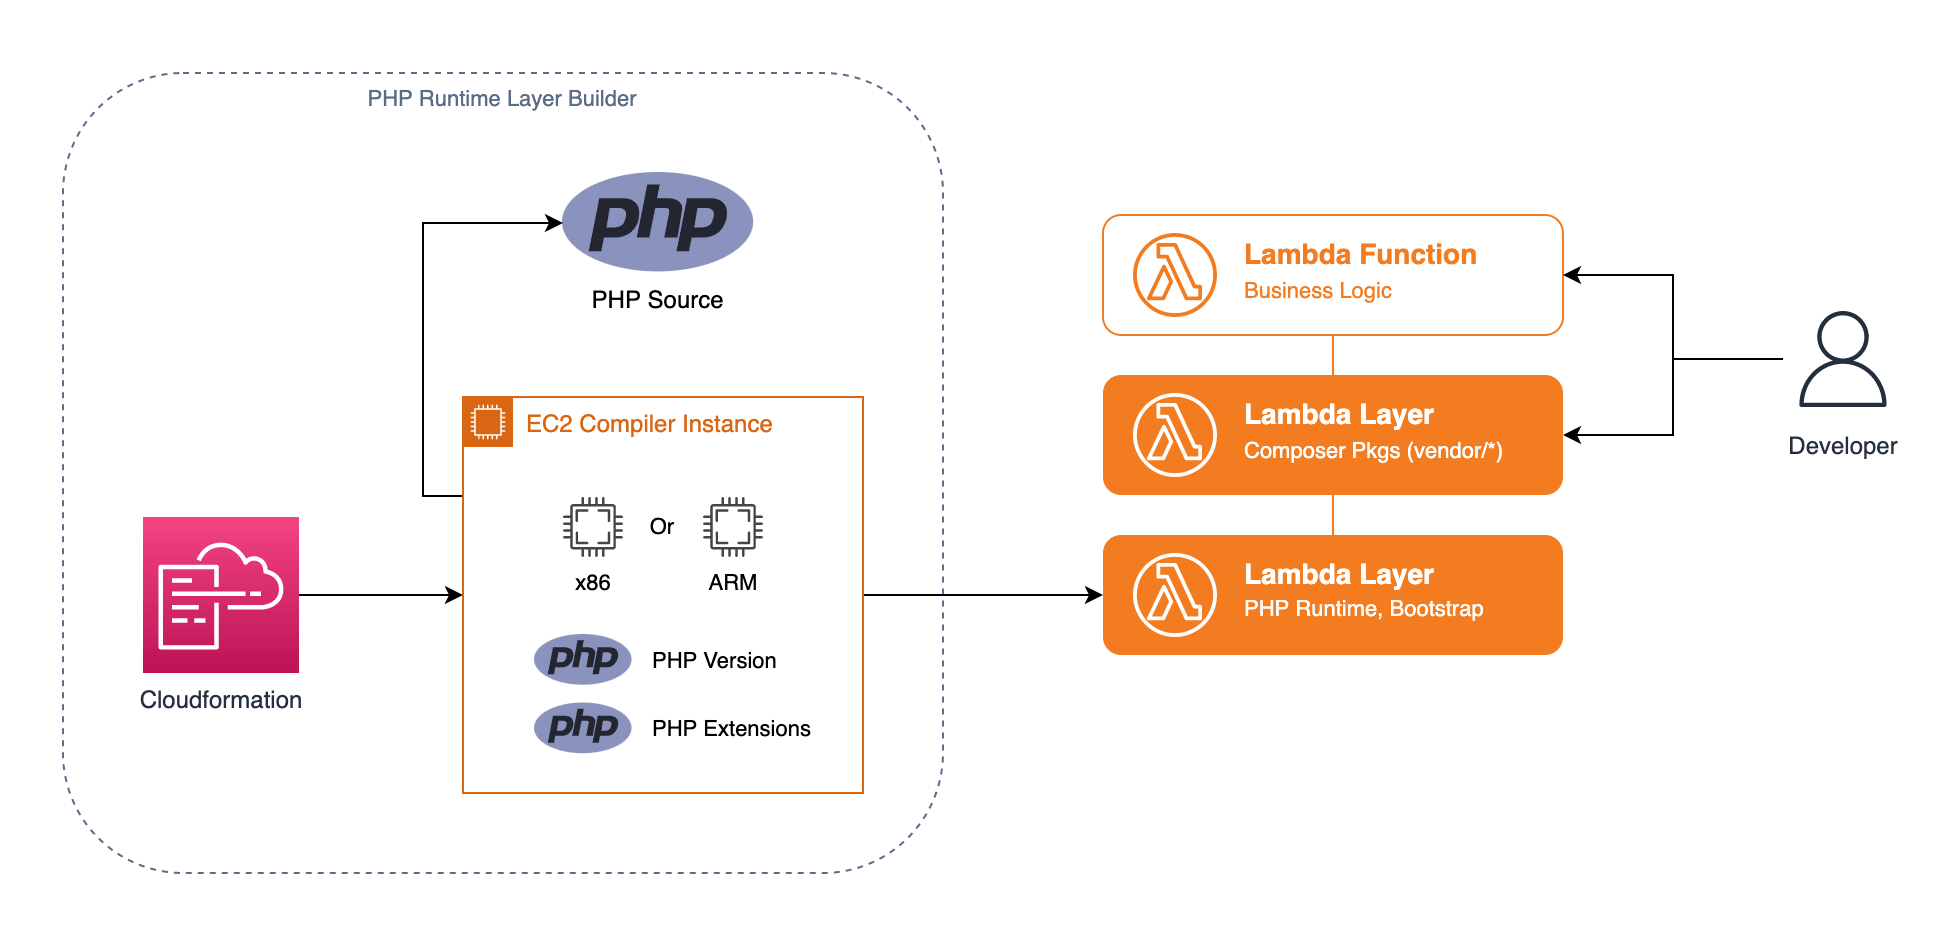 PHP Runtime Layer Builder
php
PHP Source
EC2 Compiler Instance
Or
x86
ARM
php
PHP Version
php
PHP Extensions
Cloudformation
Lambda Function
Business Logic
Lambda Layer
Composer Pkgs (vendor/*)
Lambda Layer
PHP Runtime, Bootstrap
Developer